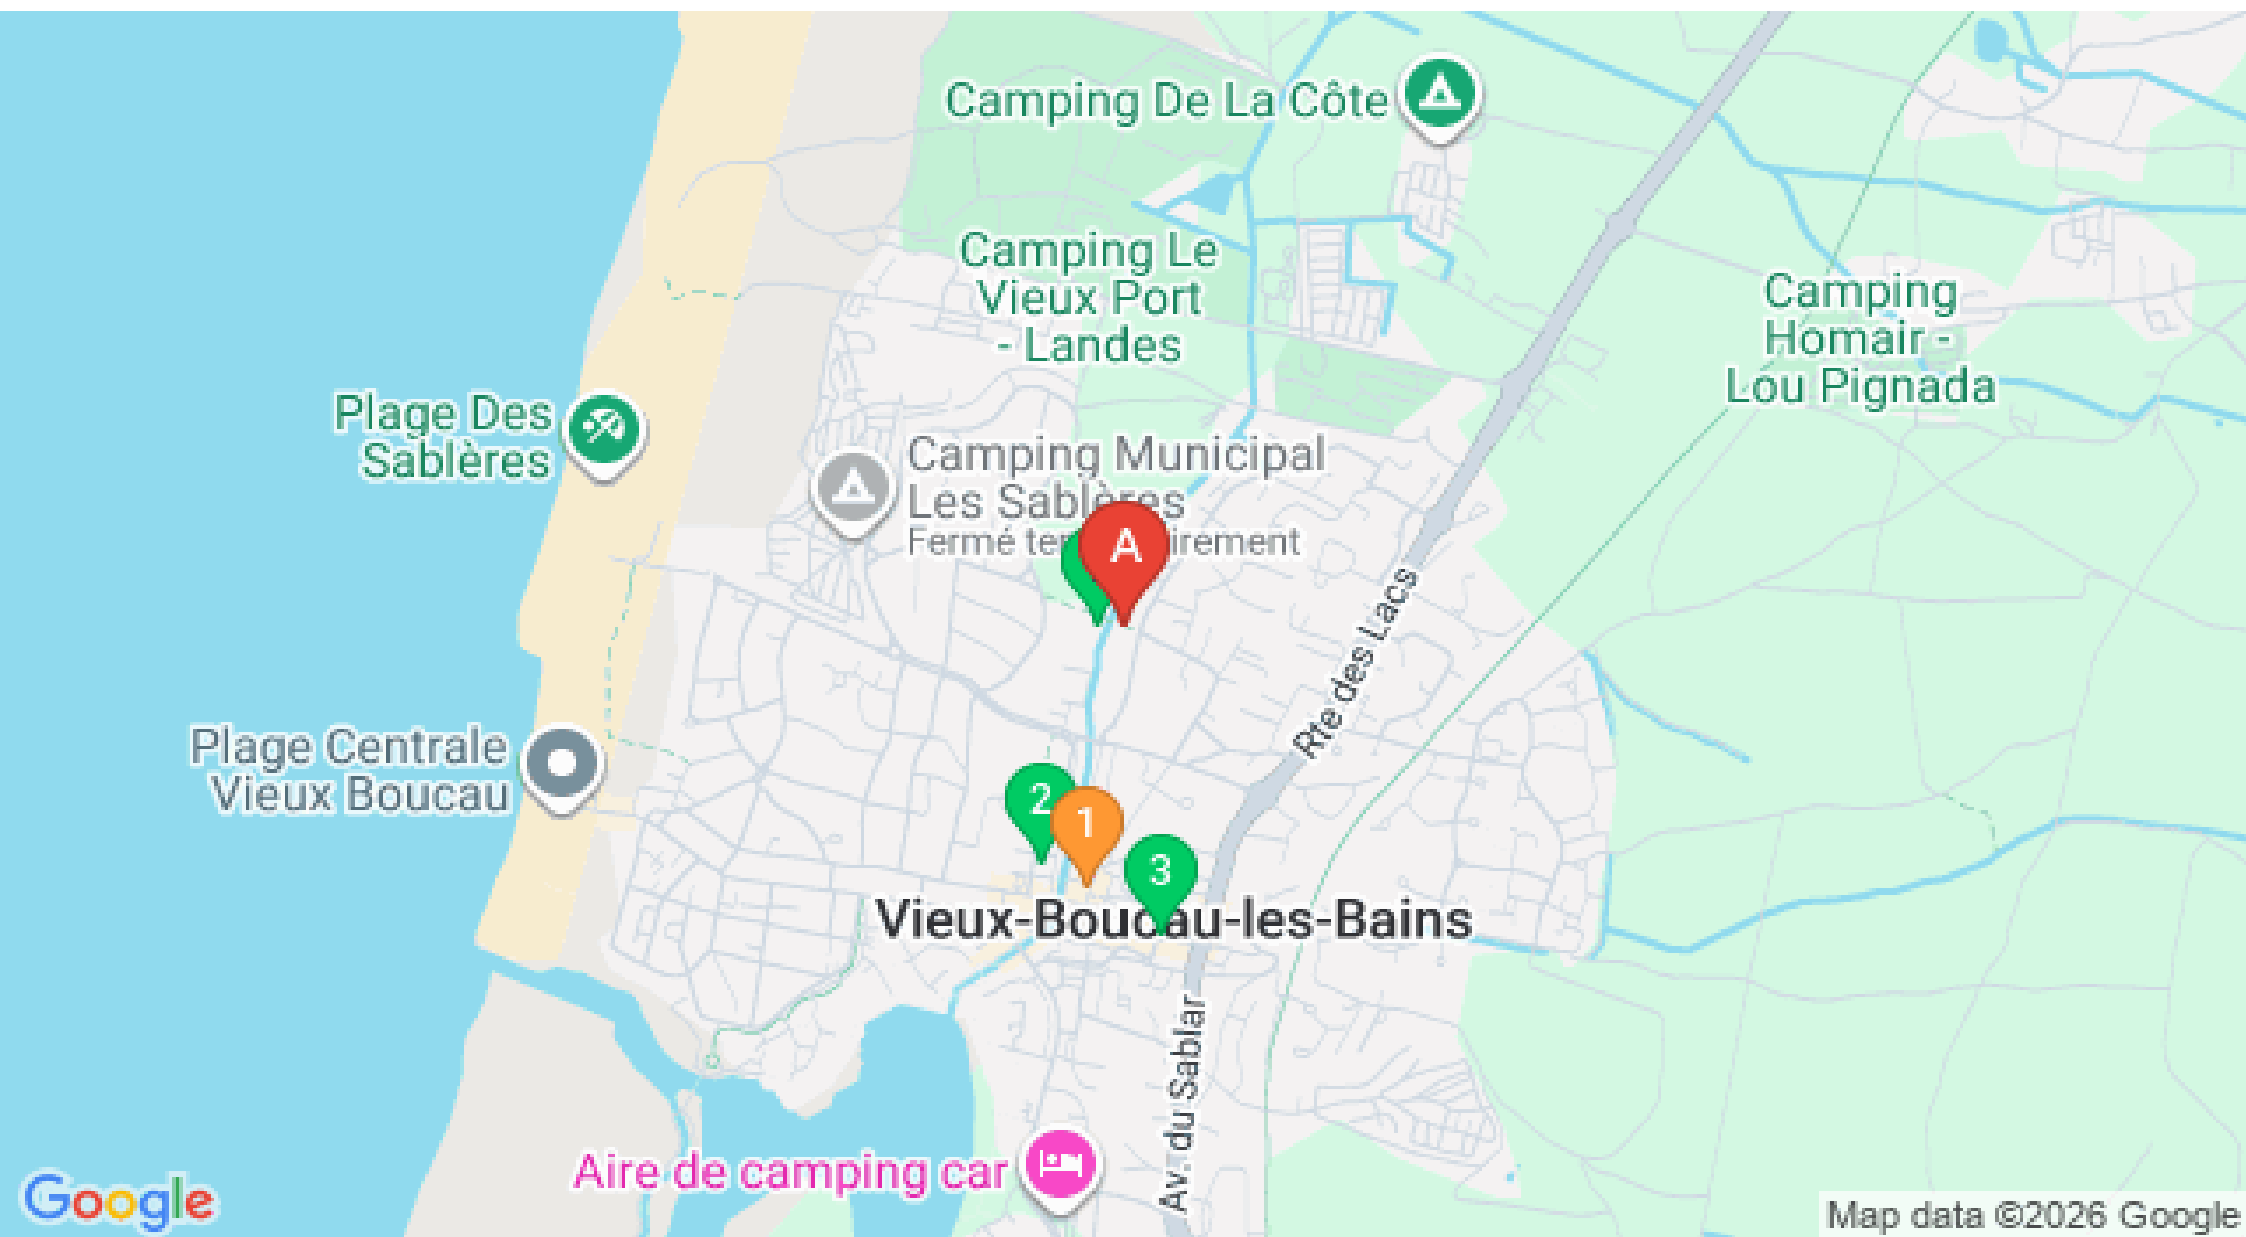 Camping De La Côte
Camping Le
Vieux Port
- Landes
Camping
Homair -
Lou Pignada
Plage Des
Sablères
Camping Municipal
Les Sablères
Fermé
A
Rte des Lacs
Plage Centrale
Vieux Boucau
2
1
3
Vieux-Boucau-les-Bains
Av. du Sablar
Aire de camping car
Google
Map data ©2026 Google